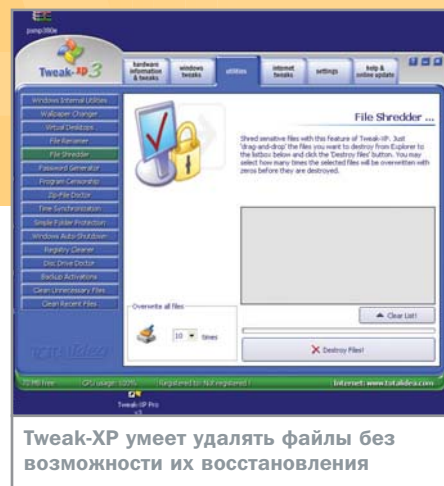 psmp380e
Tweak-XP 3
hardware information & tweaks
windows tweaks
utilities
internet tweaks
settings
help & online update
Windows Internal Utilities
Wallpaper Changer
Virtual Desktops
File Renamer
File Shredder
Password Generator
Program Censorship
Zip-File Doctor
Time Synchronization
Simple Folder Protection
Windows Auto-Shutdown
Registry Cleaner
Disc Drive Doctor
Backup Activations
Clean Unnecessary Files
Clean Recent Files
File Shredder ...
Shred sensitive files with this feature of Tweak-XP. Just
'drag-and-drop' the files you want to destroy from Explorer to
the listbox below and click the 'Destroy files' button. You may
select how many times the selected files will be overwritten with
zeros before they are destroyed.
Overwrite all files
10 times
Clear List!
Destroy Files!
TOTALidea
MB free
CPU usage: 100%
Registered to: Not registered !
Internet: www.totalidea.com
Tweak-XP Pro
v3
Tweak-XP умеет удалять файлы без
возможности их восстановления